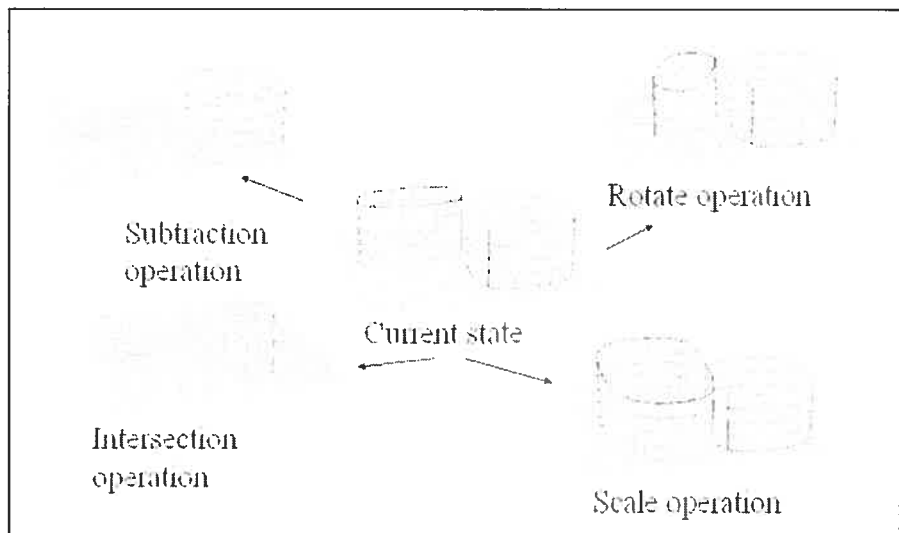 Rotate operation
Subtraction
operation
Current state
Intersection
operation
Scale operation